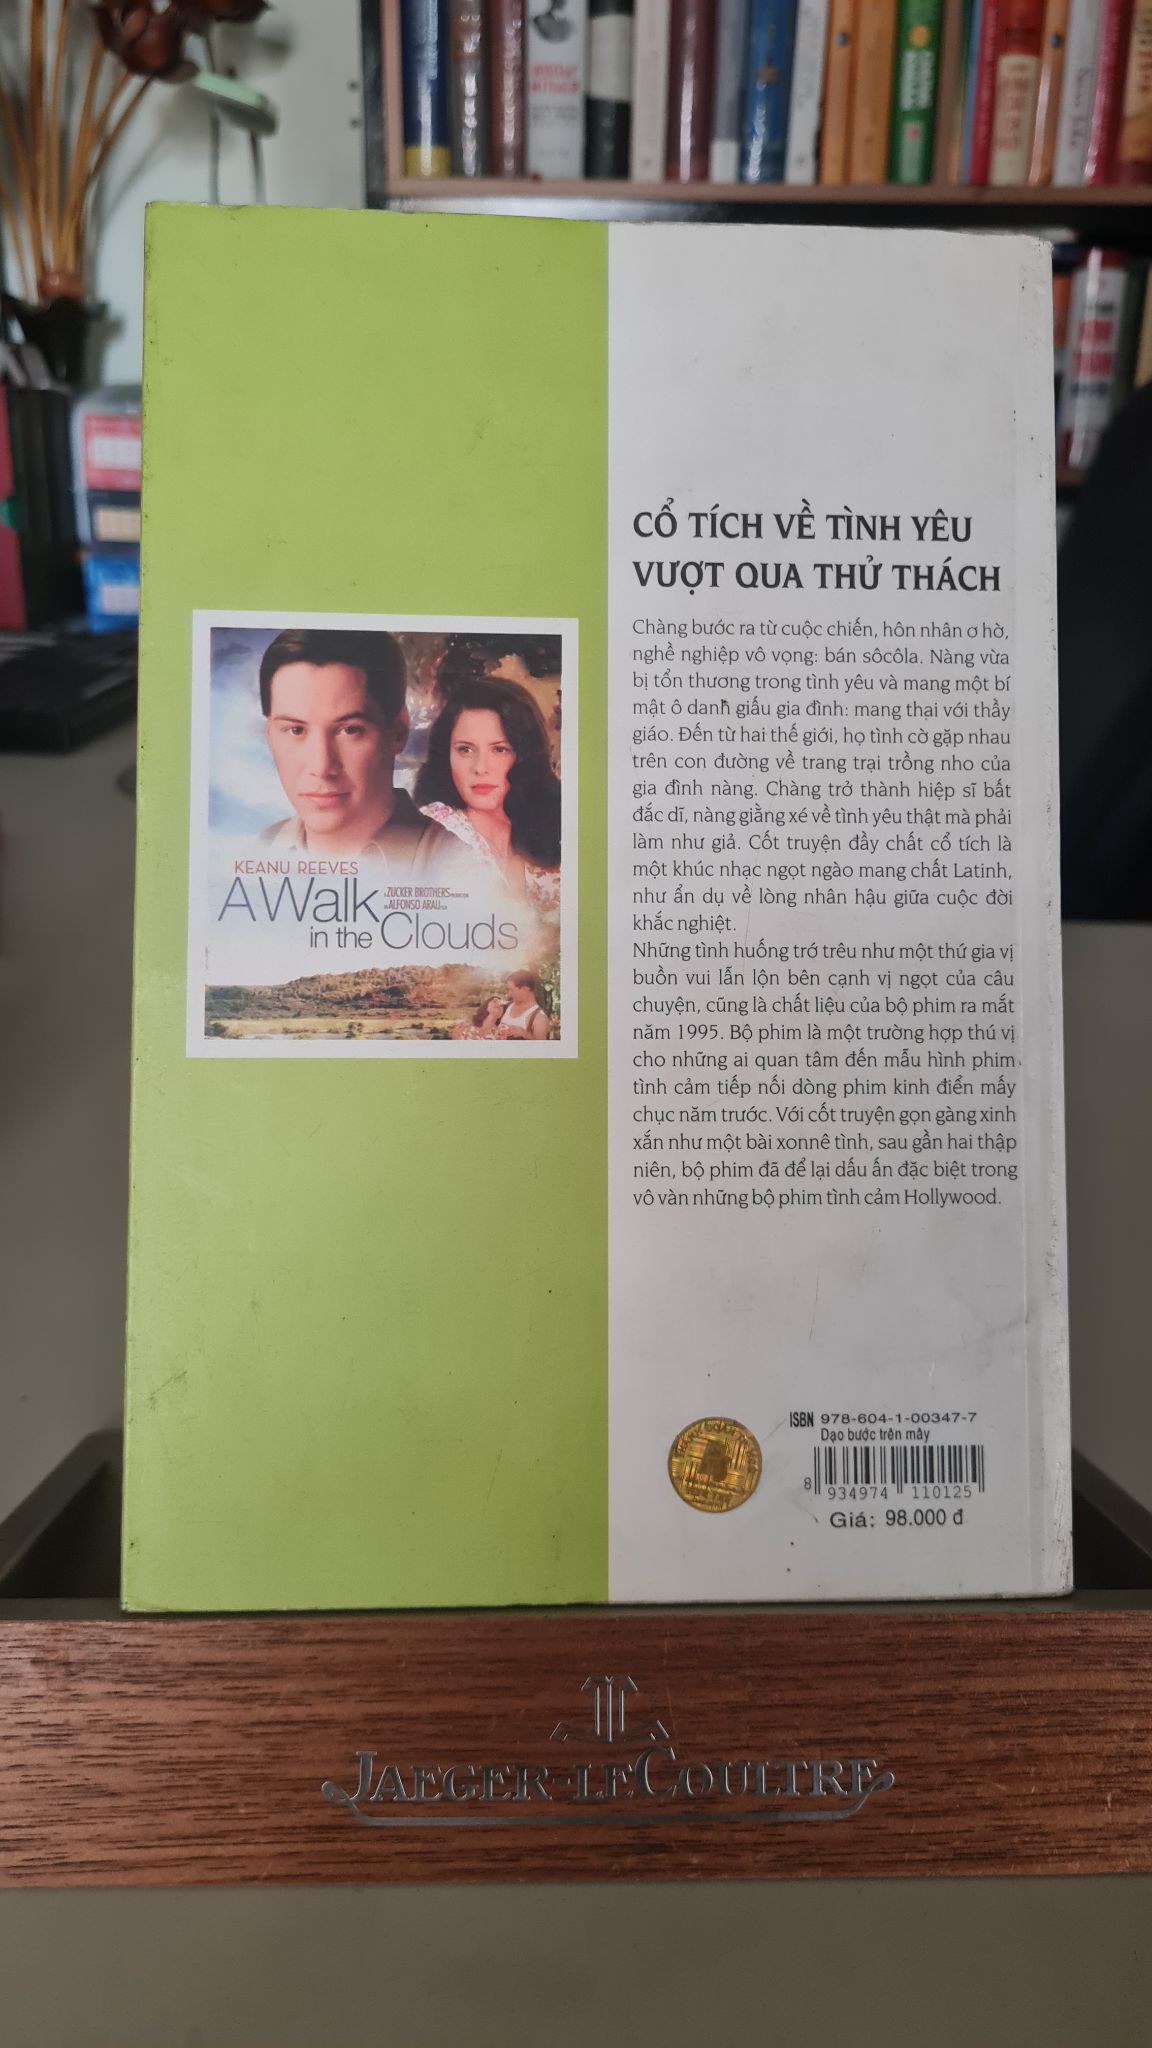 KEANU REEVES
A Walk
in the Clouds
A ZUCKER BROTHERS PRODUCTION
AN ALFONSO ARAU FILM
CỔ TÍCH VỀ TÌNH YÊU
VƯỢT QUA THỬ THÁCH
Chàng bước ra từ cuộc chiến, hôn nhân ơ hờ,
nghề nghiệp vô vọng: bán sôcôla. Nàng vừa
bị tổn thương trong tình yêu và mang một bí
mật ô danh giấu gia đình: mang thai với thầy
giáo. Đến từ hai thế giới, họ tình cờ gặp nhau
trên con đường về trang trại trồng nho của
gia đình nàng. Chàng trở thành hiệp sĩ bất
đắc dĩ, nàng giằng xé về tình yêu thật mà phải
làm như giả. Cốt truyện đầy chất cổ tích là
một khúc nhạc ngọt ngào mang chất Latinh,
như ẩn dụ về lòng nhân hậu giữa cuộc đời
khắc nghiệt.
Những tình huống trớ trêu như một thứ gia vị
buồn vui lẫn lộn bên cạnh vị ngọt của câu
chuyện, cũng là chất liệu của bộ phim ra mắt
năm 1995. Bộ phim là một trường hợp thú vị
cho những ai quan tâm đến mẫu hình phim
tình cảm tiếp nối dòng phim kinh điển mấy
chục năm trước. Với cốt truyện gọn gàng xinh
xắn như một bài xonnê tình, sau gần hai thập
niên, bộ phim đã để lại dấu ấn đặc biệt trong
vô vàn những bộ phim tình cảm Hollywood.
ISBN 978-604-1-00347-7
Dạo bước trên mây
8 934974 110125
Giá: 98.000 đ
JAEGER-LECOULTRE